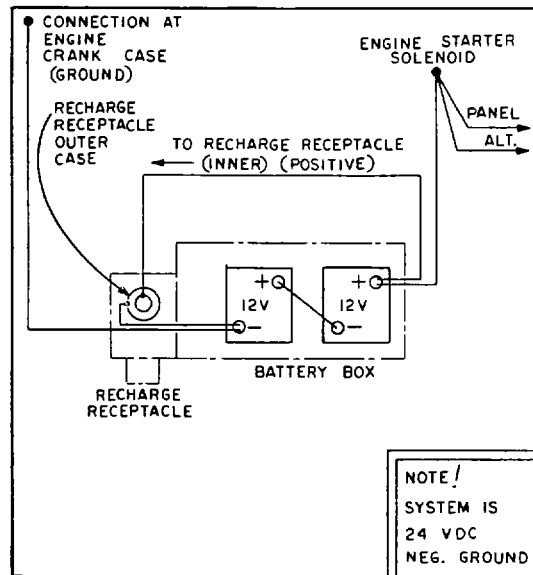 CONNECTION AT
ENGINE
CRANK CASE
(GROUND)
ENGINE STARTER
SOLENOID
RECHARGE
RECEPTACLE
OUTER
CASE
PANEL
ALT.
TO RECHARGE RECEPTACLE
(INNER) (POSITIVE)
+
12V
-
+
12V
-
BATTERY BOX
RECHARGE
RECEPTACLE
NOTE!
SYSTEM IS
24 VDC
NEG. GROUND